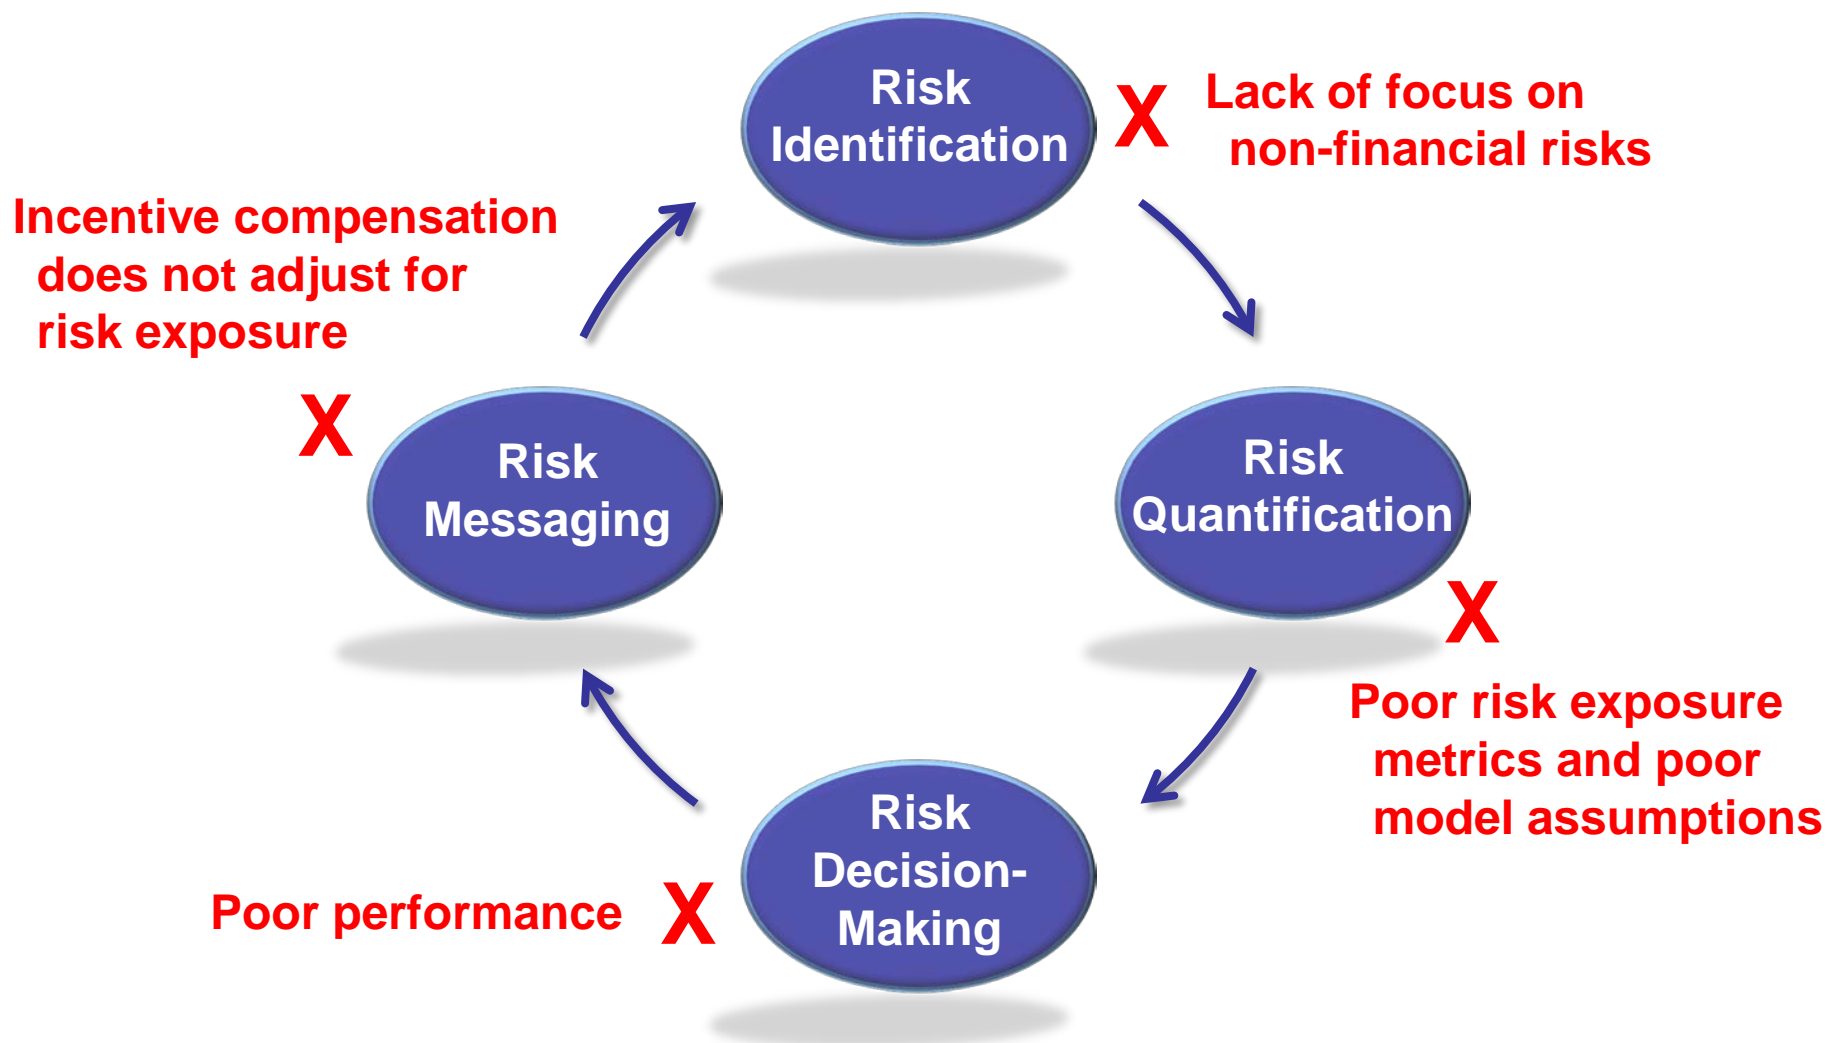 Risk
Identification
X
Lack of focus on
non-financial risks
Incentive compensation
does not adjust for
risk exposure
X
Risk
Messaging
Risk
Quantification
X
Poor risk exposure
metrics and poor
model assumptions
Risk
Decision-
Making
Poor performance
X